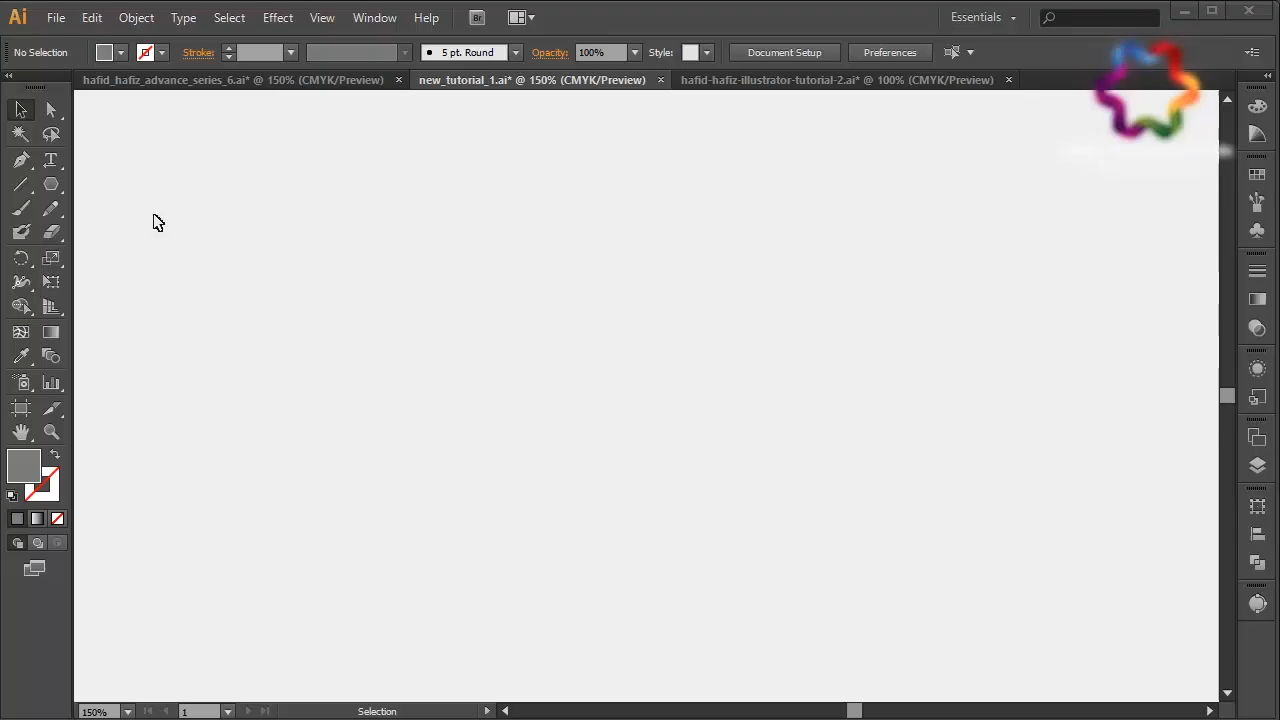 Ai File Edit Object Type Select Effect View Window Help Br Essentials
No Selection Stroke: 5 pt. Round Opacity: 100% Style: Document Setup Preferences
hafid_hafiz_advance_series_6.ai* @ 150% (CMYK/Preview) × new_tutorial_1.ai* @ 150% (CMYK/Preview) × hafid-hafiz-illustrator-tutorial-2.ai* @ 100% (CMYK/Preview) ×
T
150% 1 Selection